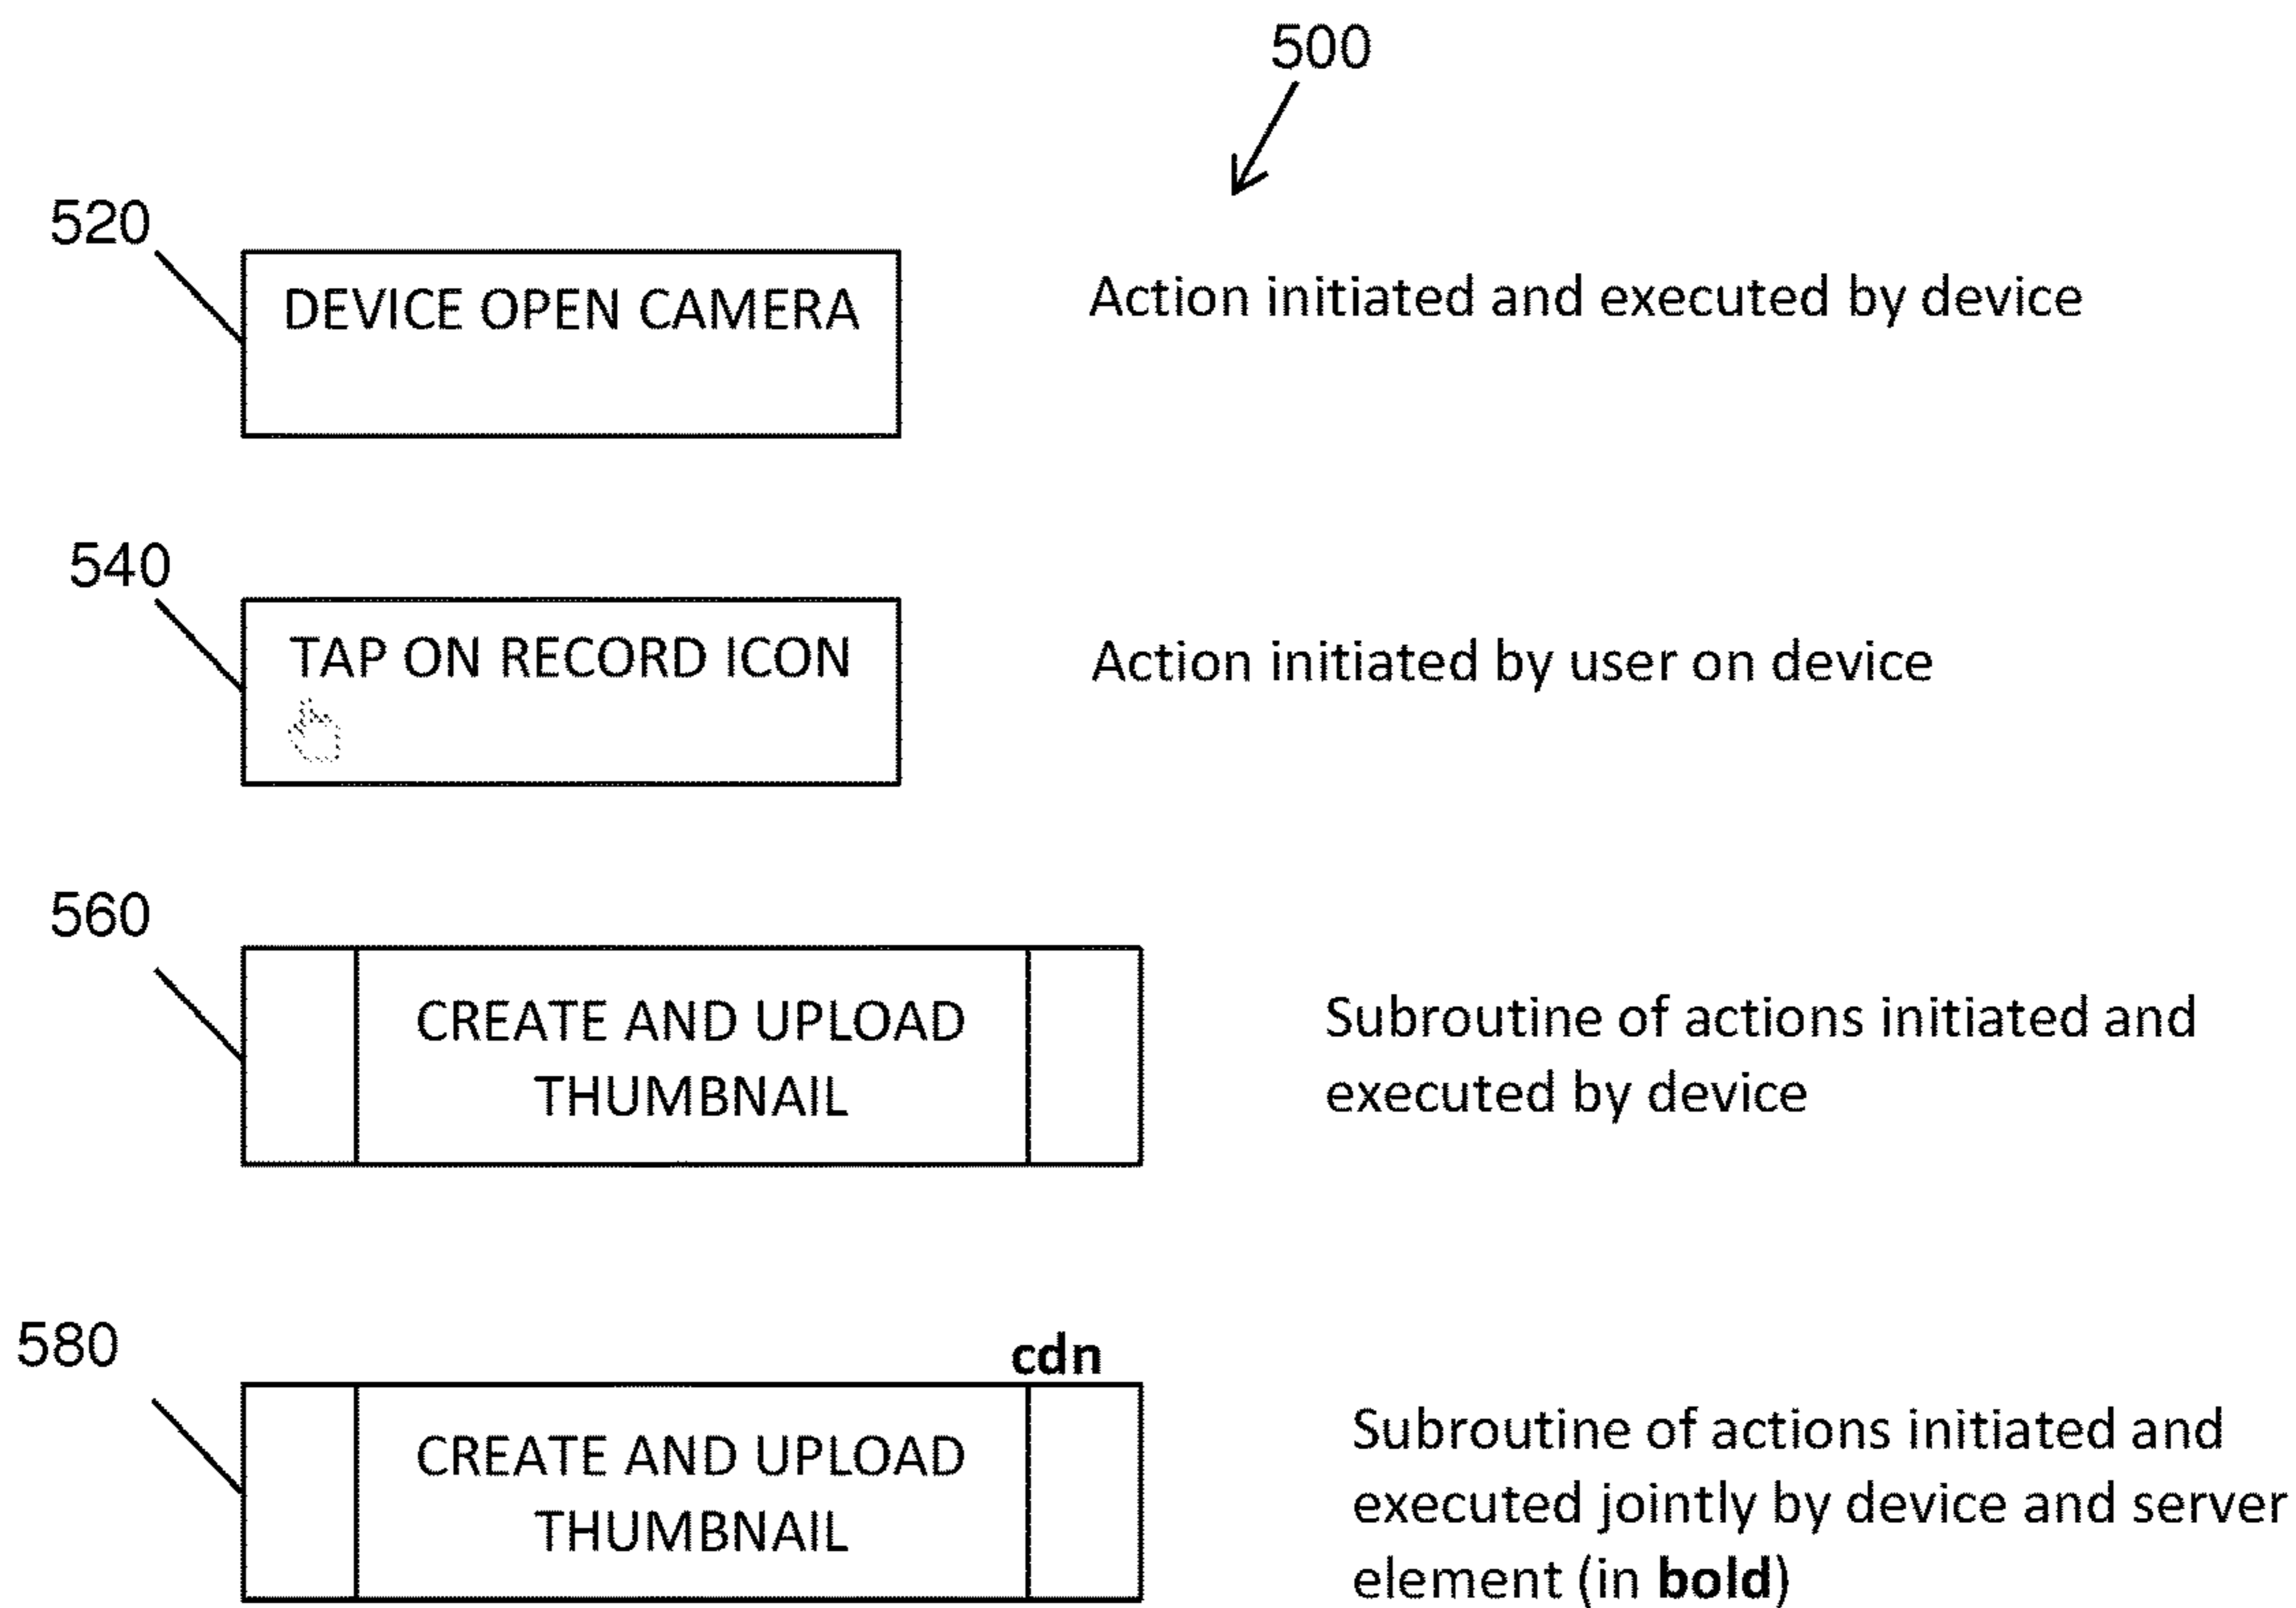 500
520
DEVICE OPEN CAMERA
Action initiated and executed by device
540
TAP ON RECORD ICON
Action initiated by user on device
560
CREATE AND UPLOAD
THUMBNAIL
Subroutine of actions initiated and
executed by device
580
cdn
CREATE AND UPLOAD
THUMBNAIL
Subroutine of actions initiated and
executed jointly by device and server
element (in bold)